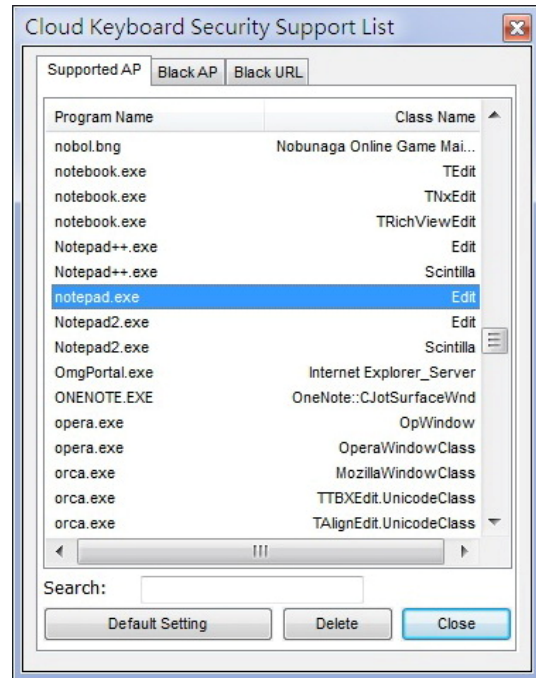 Cloud Keyboard Security Support List
Supported AP Black AP Black URL
Program Name Class Name
nobol.bng Nobunaga Online Game Mai...
notebook.exe TEdit
notebook.exe TNxEdit
notebook.exe TRichViewEdit
Notepad++.exe Edit
Notepad++.exe Scintilla
notepad.exe Edit
Notepad2.exe Edit
Notepad2.exe Scintilla
OmgPortal.exe Internet Explorer_Server
ONENOTE.EXE OneNote::CJotSurfaceWnd
opera.exe OpWindow
opera.exe OperaWindowClass
orca.exe MozillaWindowClass
orca.exe TTBXEdit.UnicodeClass
orca.exe TAlignEdit.UnicodeClass
Search:
Default Setting Delete Close